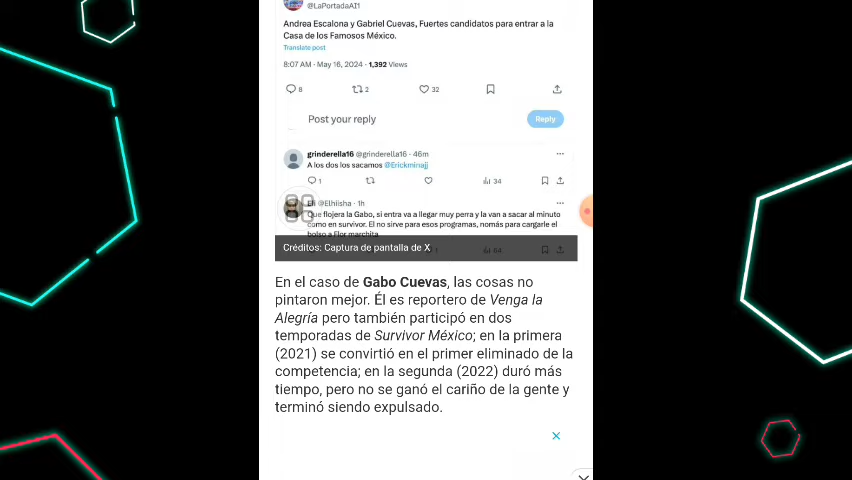 @LaPortadaAI1
Andrea Escalona y Gabriel Cuevas, Fuertes candidatos para entrar a la
Casa de los Famosos México.
Translate post
8:07 AM · May 16, 2024 · 1,392 Views
8 2 32
Post your reply Reply
grinderella16 @grinderella16 · 46m
A los dos los sacamos @Erickminajj
1 34
Eli @Elhiisha · 1h
Que flojera la Gabo, si entra va a llegar muy perra y la van a sacar al minuto
como en survivor. El no sirve para esos programas, nomás para cargarle el
bolso a Flor marchita
64
Créditos: Captura de pantalla de X
En el caso de Gabo Cuevas, las cosas no
pintaron mejor. Él es reportero de Venga la
Alegría pero también participó en dos
temporadas de Survivor México; en la primera
(2021) se convirtió en el primer eliminado de la
competencia; en la segunda (2022) duró más
tiempo, pero no se ganó el cariño de la gente y
terminó siendo expulsado.